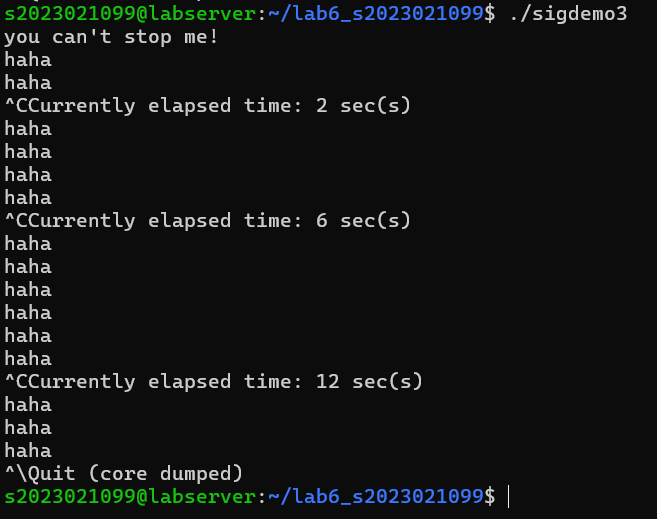 s2023021099@labserver:~/lab6_s2023021099$ ./sigdemo3
you can't stop me!
haha
haha
^CCurrently elapsed time: 2 sec(s)
haha
haha
haha
haha
^CCurrently elapsed time: 6 sec(s)
haha
haha
haha
haha
haha
haha
^CCurrently elapsed time: 12 sec(s)
haha
haha
haha
^\Quit (core dumped)
s2023021099@labserver:~/lab6_s2023021099$